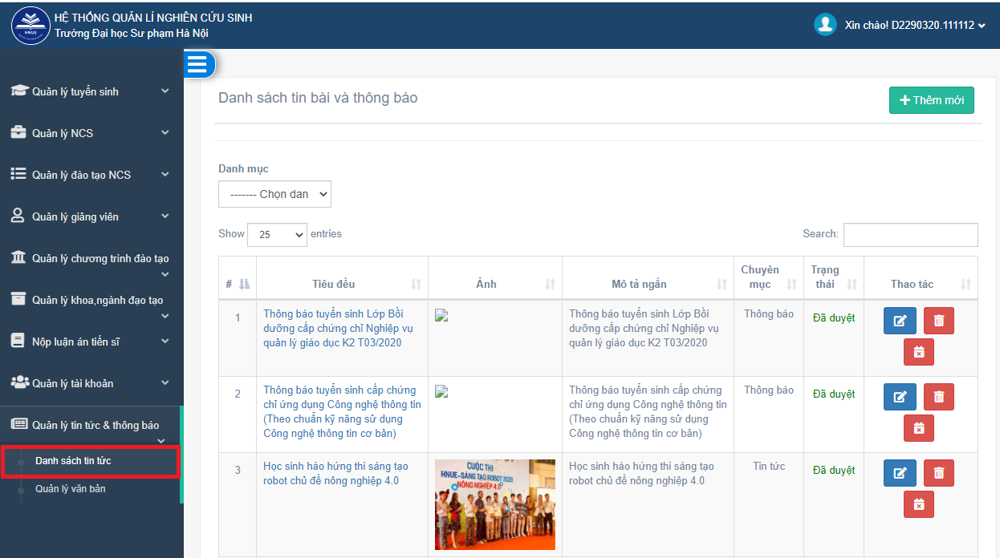 HỆ THỐNG QUẢN LÍ NGHIÊN CỨU SINH
Trường Đại học Sư phạm Hà Nội
HNUE
Xin chào! D2290320.111112
Quản lý tuyển sinh
Quản lý NCS
Quản lý đào tạo NCS
Quản lý giảng viên
Quản lý chương trình đào tạo
Quản lý khoa,ngành đạo tạo
Nộp luận án tiến sĩ
Quản lý tài khoản
Quản lý tin tức & thông báo
Danh sách tin tức
Quản lý văn bản
Danh sách tin bài và thông báo
Thêm mới
Danh mục
------- Chọn dan
Show 25 entries
Search:
# Tiêu đều Ảnh Mô tả ngắn Chuyên mục Trạng thái Thao tác
1
Thông báo tuyển sinh Lớp Bồi
dưỡng cấp chứng chỉ Nghiệp vụ
quản lý giáo dục K2 T03/2020
Thông báo tuyển sinh Lớp Bồi
dưỡng cấp chứng chỉ Nghiệp vụ
quản lý giáo dục K2 T03/2020
Thông báo
Đã duyệt
2
Thông báo tuyển sinh cấp chứng
chỉ ứng dụng Công nghệ thông tin
(Theo chuẩn kỹ năng sử dụng
Công nghệ thông tin cơ bản)
Thông báo tuyển sinh cấp chứng
chỉ ứng dụng Công nghệ thông tin
(Theo chuẩn kỹ năng sử dụng
Công nghệ thông tin cơ bản)
Thông báo
Đã duyệt
3
Học sinh hào hứng thi sáng tạo
robot chủ đề nông nghiệp 4.0
CUỘC THI
HNUE-SÁNG TẠO ROBOT 2020
NÔNG NGHIỆP 4.0
Học sinh hào hứng thi sáng tạo
robot chủ đề nông nghiệp 4.0
Tin tức
Đã duyệt